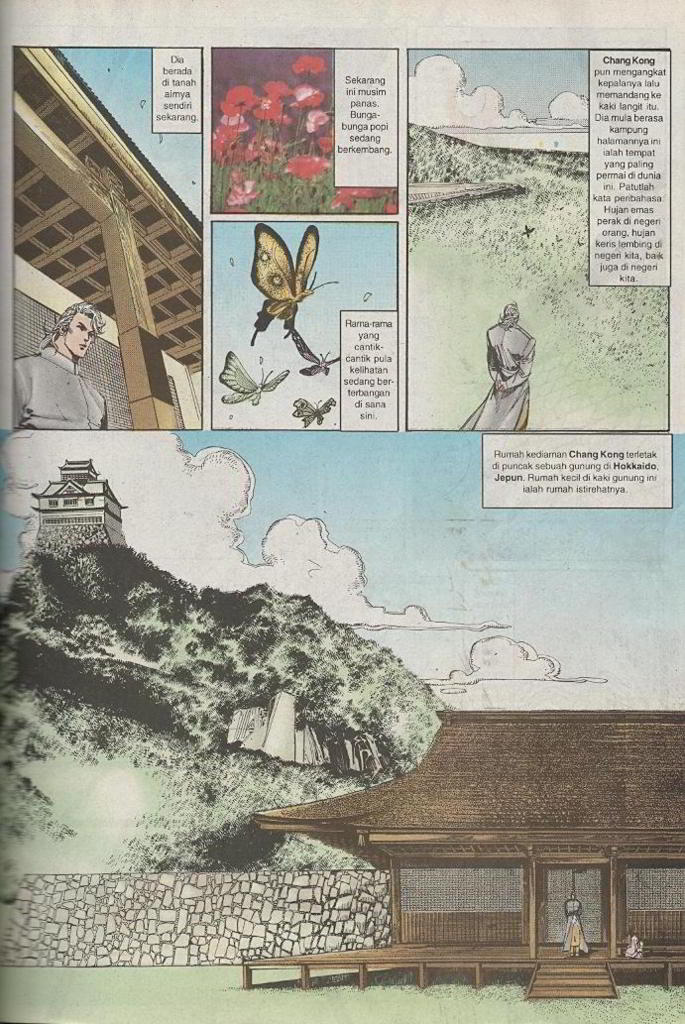 Dia
berada
di tanah
airnya
sendiri
sekarang.
Sekarang
ini musim
panas.
Bunga-
bunga popi
sedang
berkembang.
Rama-rama
yang
cantik-
cantik pula
kelihatan
sedang ber-
terbangan
di sana
sini.
Chang Kong
pun mengangkat
kepalanya lalu
memandang ke
kaki langit itu.
Dia mula berasa
kampung
halamannya ini
ialah tempat
yang paling
permai di dunia
ini. Patutlah
kata peribahasa:
Hujan emas
perak di negeri
orang, hujan
keris lembing di
negeri kita, baik
juga di negeri
kita.
Rumah kediaman Chang Kong terletak
di puncak sebuah gunung di Hokkaido,
Jepun. Rumah kecil di kaki gunung ini
ialah rumah istirehatnya.